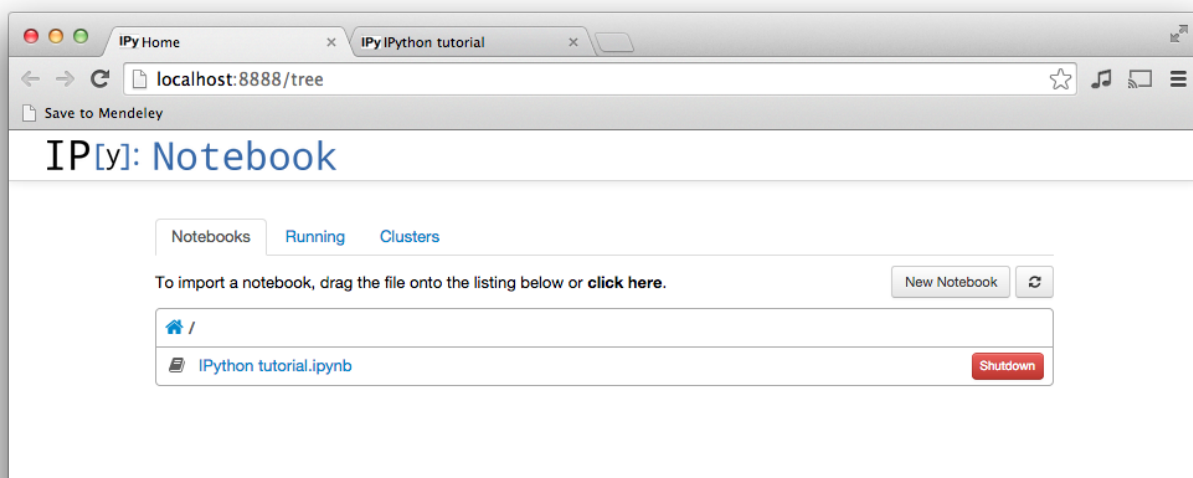 IPy Home IPy IPython tutorial
localhost:8888/tree
Save to Mendeley
IP[y]: Notebook
Notebooks Running Clusters
To import a notebook, drag the file onto the listing below or click here. New Notebook
/
IPython tutorial.ipynb Shutdown